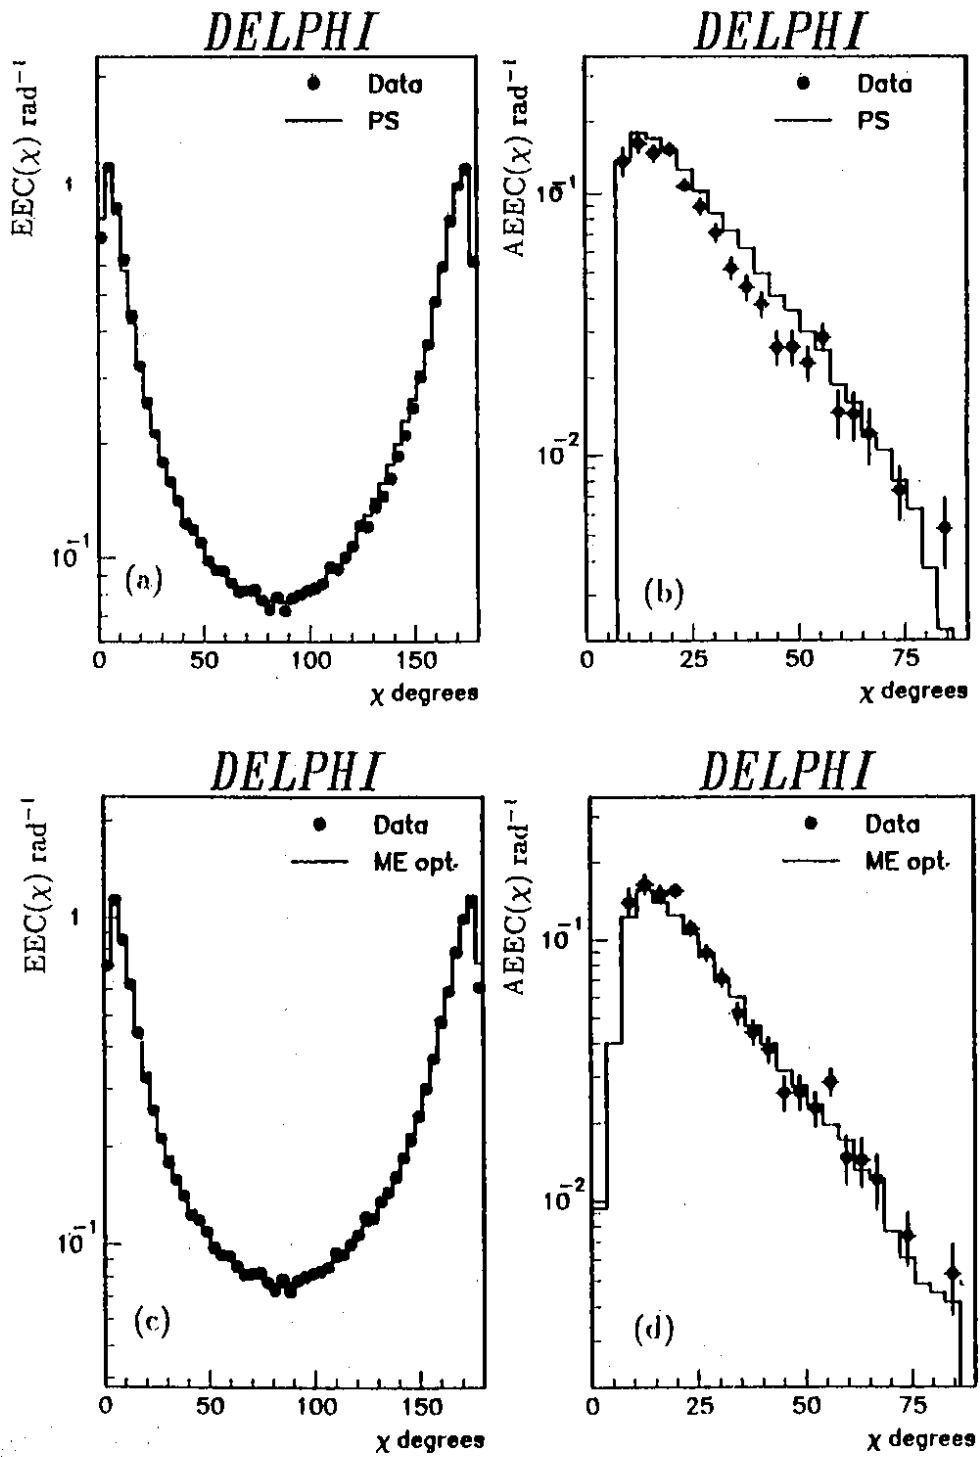 DELPHI
EEC(χ) rad⁻¹
Data
PS
1
10⁻¹
(a)
0 50 100 150
χ degrees
DELPHI
AEEC(χ) rad⁻¹
Data
PS
10⁻¹
10⁻²
(b)
0 25 50 75
χ degrees
DELPHI
EEC(χ) rad⁻¹
Data
ME opt.
1
10⁻¹
(c)
0 50 100 150
χ degrees
DELPHI
AEEC(χ) rad⁻¹
Data
ME opt.
10⁻¹
10⁻²
(d)
0 25 50 75
χ degrees